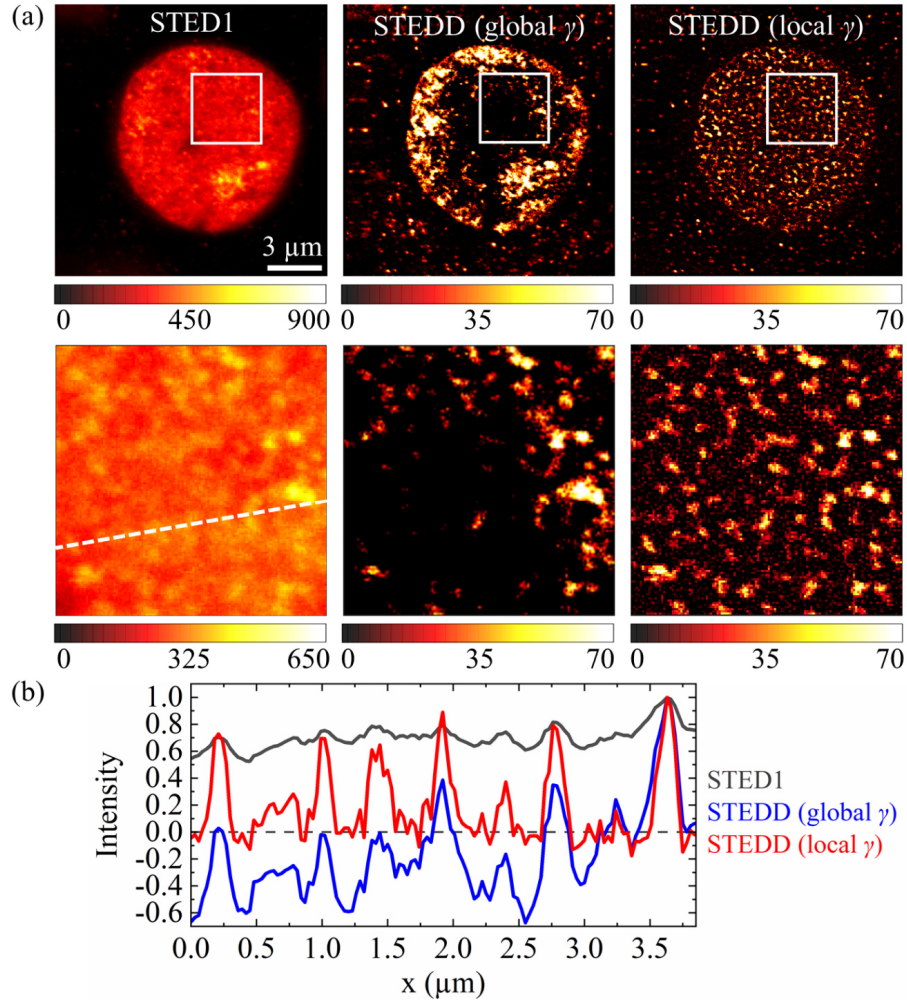 (a)
STED1 STEDD (global γ) STEDD (local γ)
3 µm
0 450 900 0 35 70 0 35 70
0 325 650 0 35 70 0 35 70
(b)
1.0
0.8
0.6
0.4
0.2
0.0
-0.2
-0.4
-0.6
Intensity
STED1
STEDD (global γ)
STEDD (local γ)
0.0 0.5 1.0 1.5 2.0 2.5 3.0 3.5
x (µm)